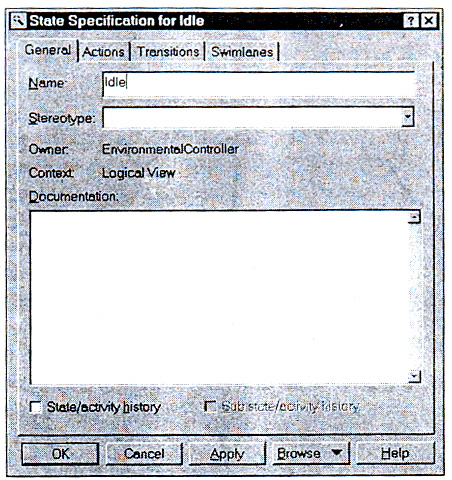 State Specification for Idle
General Actions Transitions Swimlanes
Name: Idle
Stereotype:
Owner: EnvironmentalController
Context: Logical View
Documentation:
State/activity history Sub state/activity history
OK Cancel Apply Browse Help